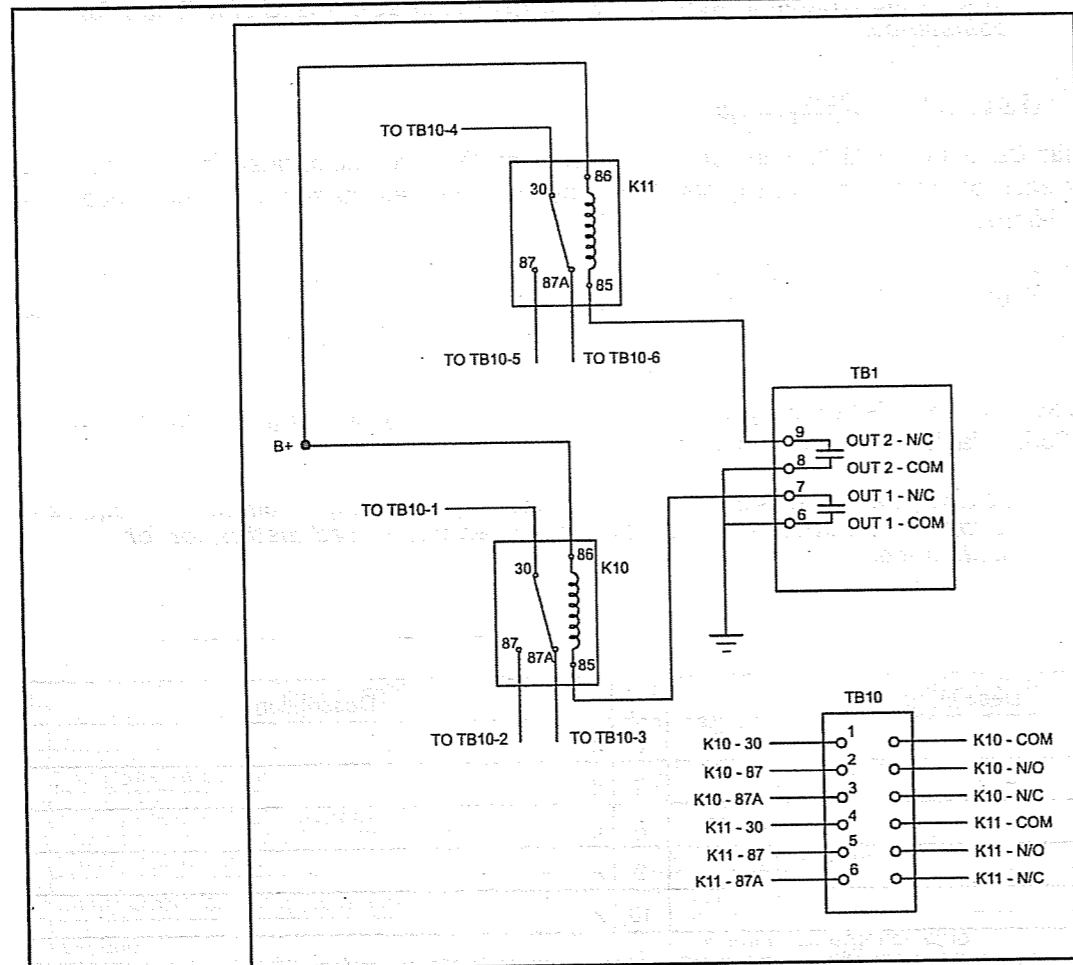 TO TB10-4
86
30
K11
87
87A
85
TO TB10-5
TO TB10-6
TB1
9
OUT 2 - N/C
8
OUT 2 - COM
7
OUT 1 - N/C
6
OUT 1 - COM
B+
TO TB10-1
86
30
K10
87
87A
85
TO TB10-2
TO TB10-3
TB10
K10 - 30
1
K10 - COM
K10 - 87
2
K10 - N/O
K10 - 87A
3
K10 - N/C
K11 - 30
4
K11 - COM
K11 - 87
5
K11 - N/O
K11 - 87A
6
K11 - N/C